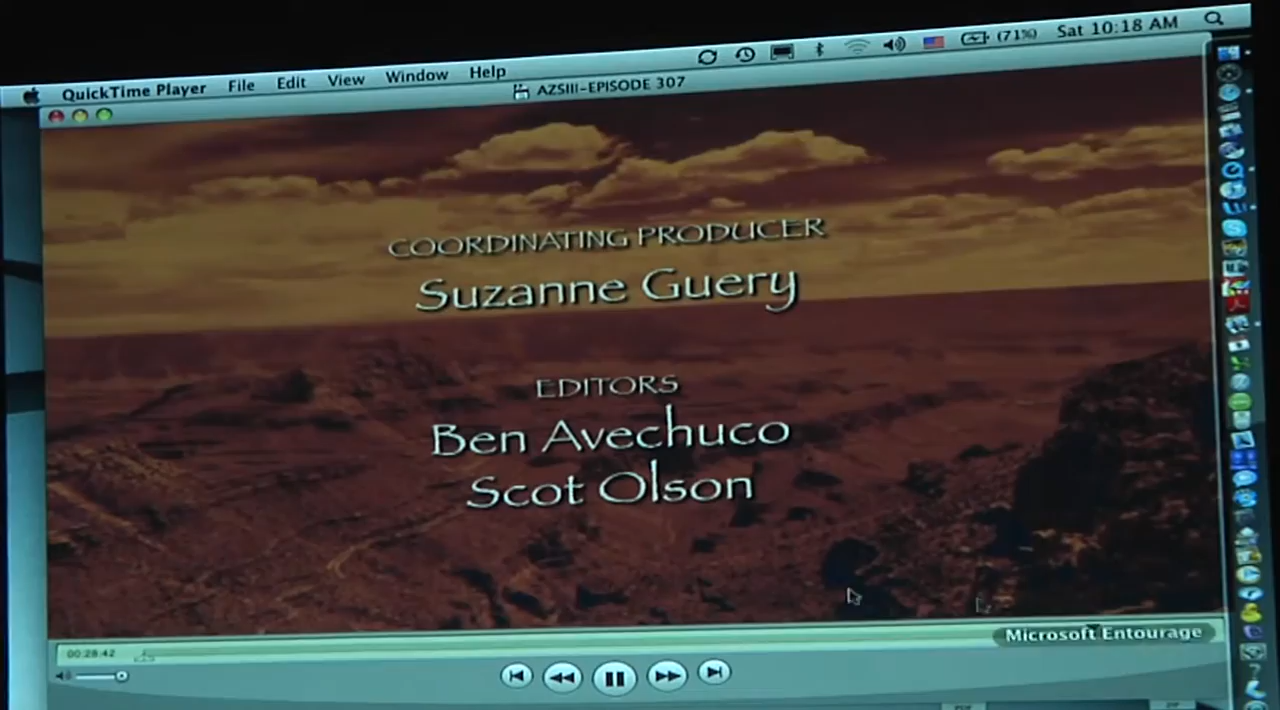 QuickTime Player File Edit View Window Help (71%) Sat 10:18 AM
AZSIII-EPISODE 307
COORDINATING PRODUCER
Suzanne Guery
EDITORS
Ben Avechuco
Scot Olson
Microsoft Entourage
00:28:42